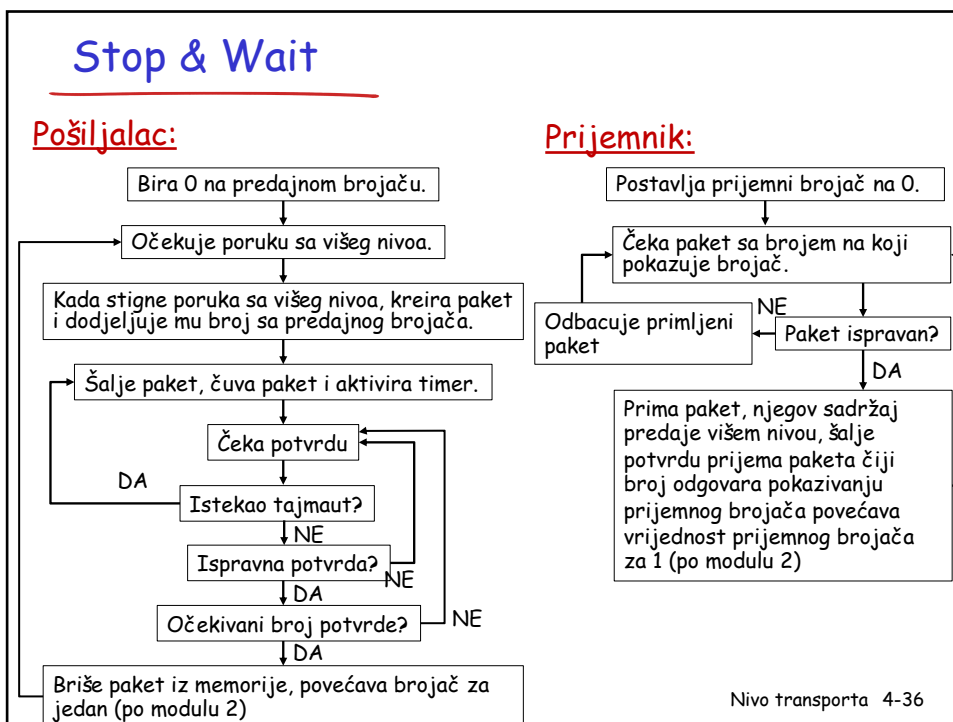 Stop & Wait
Pošiljalac:
Bira 0 na predajnom brojaču.
Očekuje poruku sa višeg nivoa.
Kada stigne poruka sa višeg nivoa, kreira paket
i dodjeljuje mu broj sa predajnog brojača.
Šalje paket, čuva paket i aktivira timer.
Čeka potvrdu
DA
Istekao tajmaut?
NE
Ispravna potvrda?
NE
DA
Očekivani broj potvrde?
NE
DA
Briše paket iz memorije, povećava brojač za
jedan (po modulu 2)
Prijemnik:
Postavlja prijemni brojač na 0.
Čeka paket sa brojem na koji
pokazuje brojač.
NE
Odbacuje primljeni
paket
Paket ispravan?
DA
Prima paket, njegov sadržaj
predaje višem nivou, šalje
potvrdu prijema paketa čiji
broj odgovara pokazivanju
prijemnog brojača povećava
vrijednost prijemnog brojača
za 1 (po modulu 2)
Nivo transporta 4-36